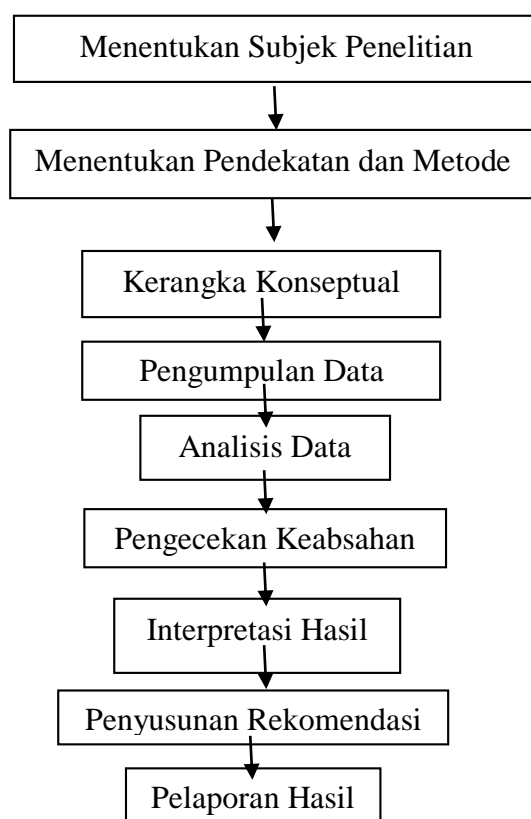 Menentukan Subjek Penelitian
Menentukan Pendekatan dan Metode
Kerangka Konseptual
Pengumpulan Data
Analisis Data
Pengecekan Keabsahan
Interpretasi Hasil
Penyusunan Rekomendasi
Pelaporan Hasil